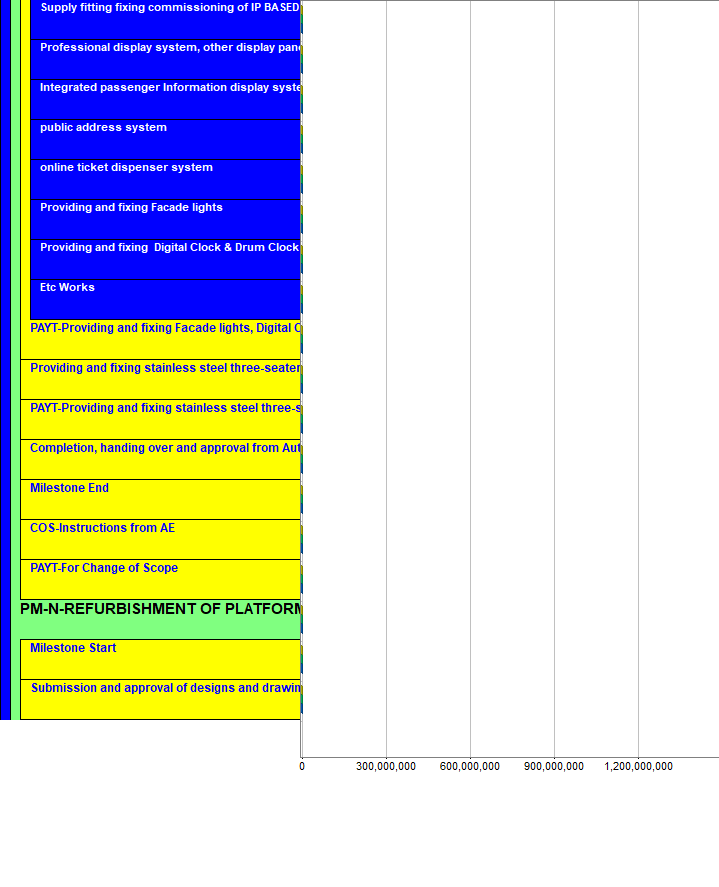 Supply fitting fixing commissioning of IP BASED
Professional display system, other display pan
Integrated passenger Information display syste
public address system
online ticket dispenser system
Providing and fixing Facade lights
Providing and fixing  Digital Clock & Drum Clock
Etc Works
PAYT-Providing and fixing Facade lights, Digital C
Providing and fixing stainless steel three-seater
PAYT-Providing and fixing stainless steel three-s
Completion, handing over and approval from Aut
Milestone End
COS-Instructions from AE
PAYT-For Change of Scope
PM-N-REFURBISHMENT OF PLATFORM
Milestone Start
Submission and approval of designs and drawin
0 300,000,000 600,000,000 900,000,000 1,200,000,000